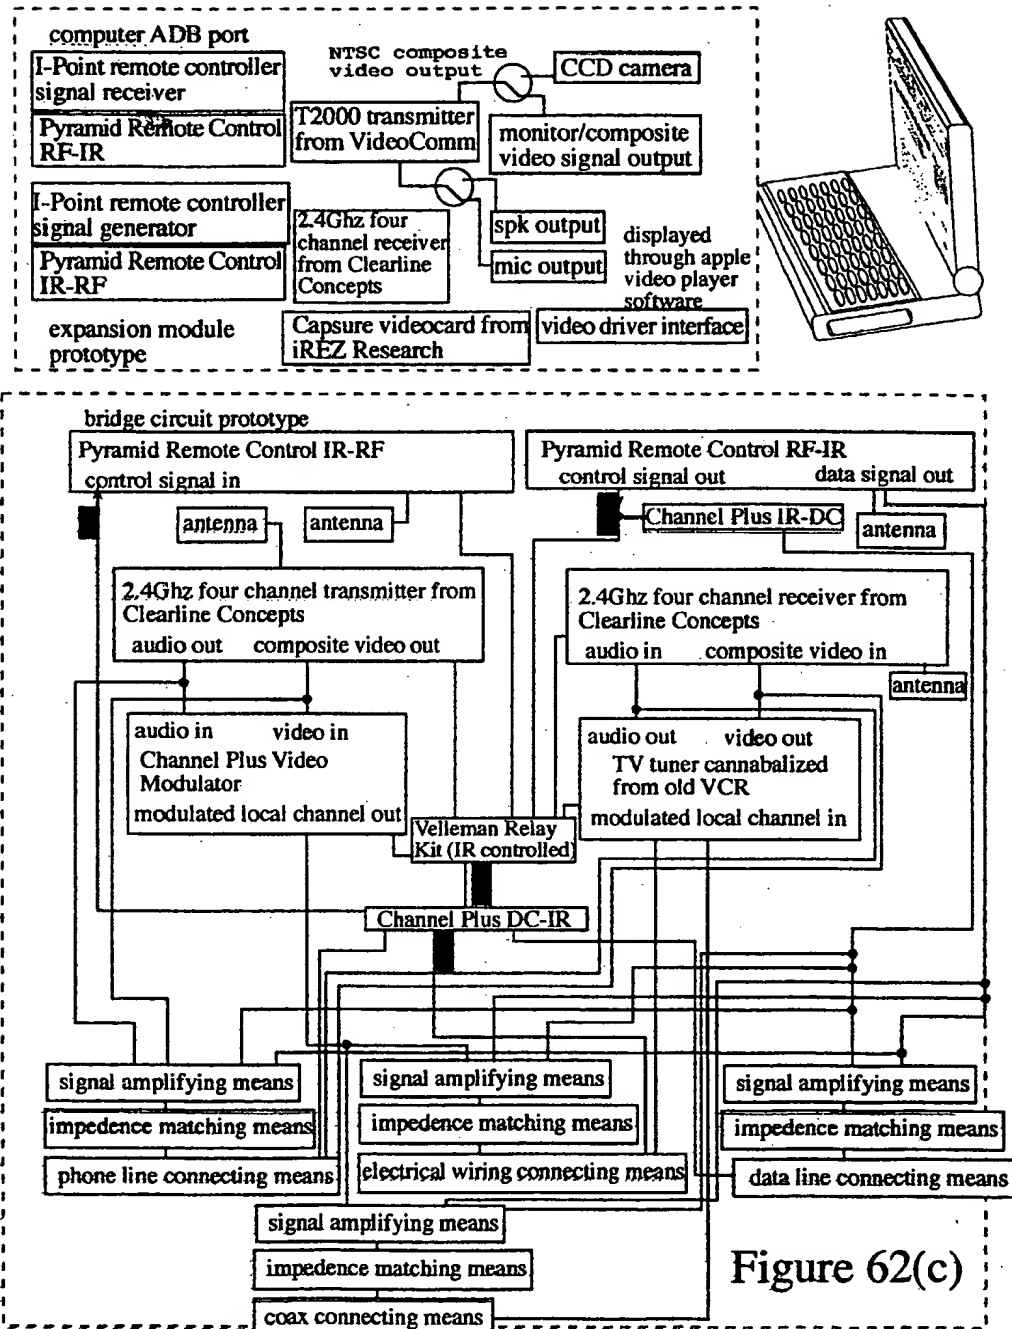 computer ADB port
I-Point remote controller
signal receiver
Pyramid Remote Control
RF-IR
I-Point remote controller
signal generator
Pyramid Remote Control
IR-RF
expansion module
prototype
NTSC composite
video output
CCD camera
T2000 transmitter
from VideoComm
monitor/composite
video signal output
2.4Ghz four
channel receiver
from Clearline
Concepts
spk output
mic output
displayed
through apple
video player
software
Capsure videocard from
iREZ Research
video driver interface
bridge circuit prototype
Pyramid Remote Control IR-RF
control signal in
Pyramid Remote Control RF-IR
control signal out
data signal out
antenna
antenna
Channel Plus IR-DC
antenna
2.4Ghz four channel transmitter from
Clearline Concepts
audio out composite video out
2.4Ghz four channel receiver from
Clearline Concepts
audio in composite video in
antenna
audio in video in
Channel Plus Video
Modulator
modulated local channel out
audio out video out
TV tuner cannabalized
from old VCR
modulated local channel in
Velleman Relay
Kit (IR controlled)
Channel Plus DC-IR
signal amplifying means
impedence matching means
phone line connecting means
signal amplifying means
impedence matching means
electrical wiring connecting means
signal amplifying means
impedence matching means
data line connecting means
signal amplifying means
impedence matching means
coax connecting means
Figure 62(c)